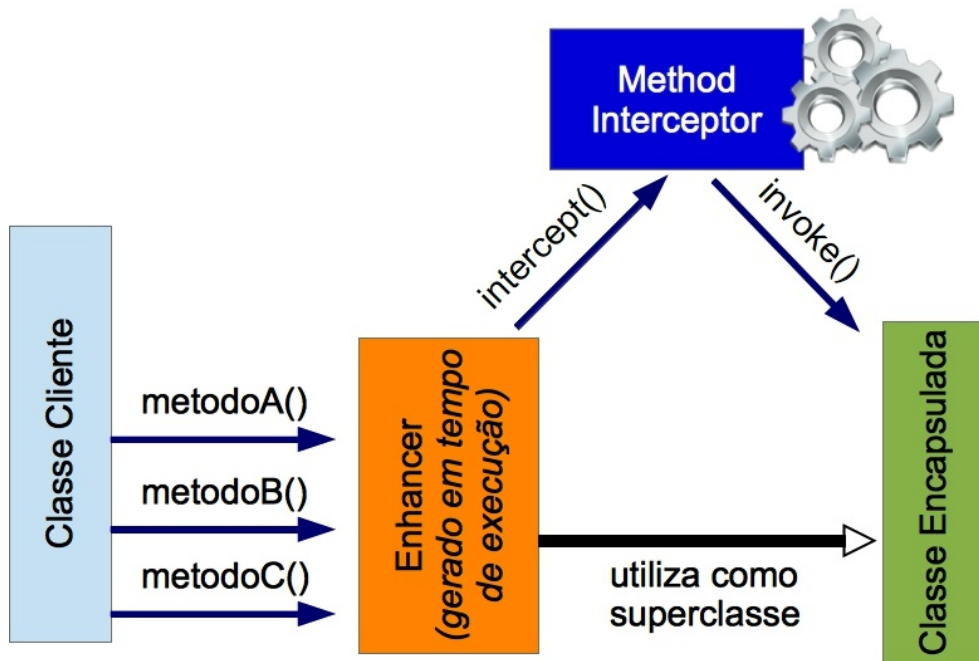 Method
Interceptor
intercept()
invoke()
Classe Cliente
metodoA()
metodoB()
metodoC()
Enhancer
(gerado em tempo
de execução)
utiliza como
superclasse
Classe Encapsulada